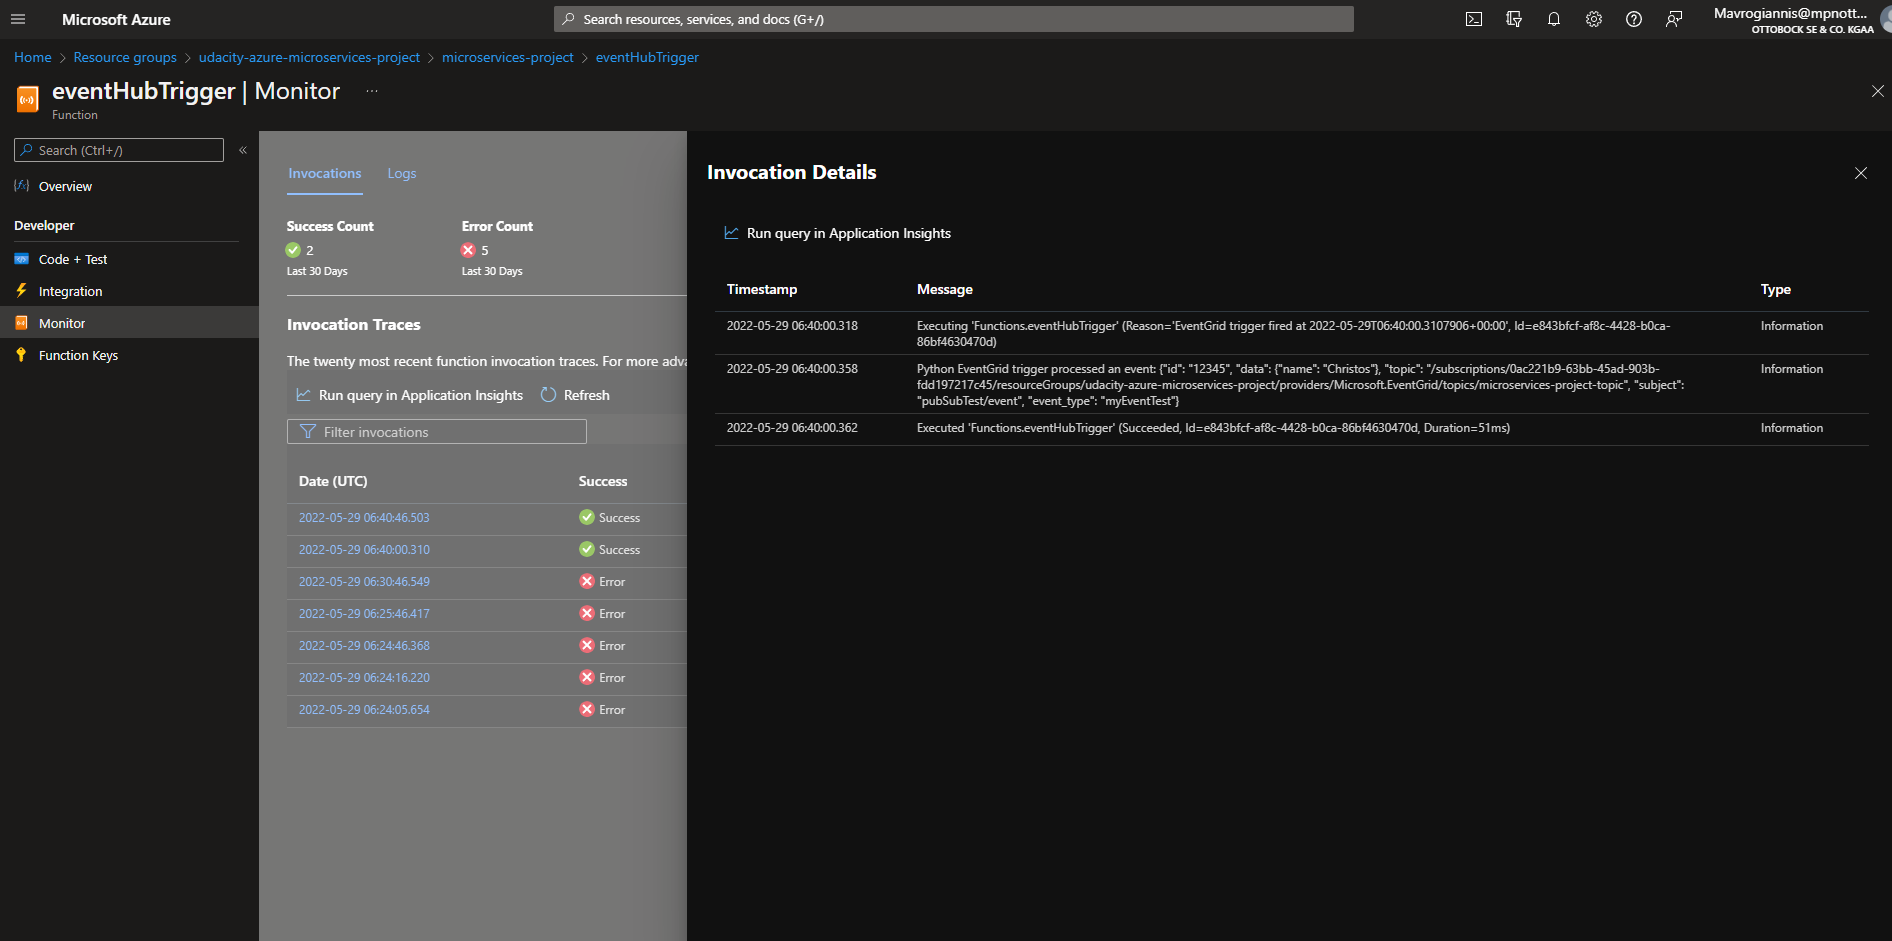 Microsoft Azure
Search resources, services, and docs (G+/)
Mavrogiannis@mpnott...
OTTOBOCK SE & CO. KGAA
Home > Resource groups > udacity-azure-microservices-project > microservices-project > eventHubTrigger
eventHubTrigger | Monitor ...
Function
Search (Ctrl+/)
«
Overview
Developer
Code + Test
Integration
Monitor
Function Keys
Invocations Logs
Success Count Error Count
2 5
Last 30 Days Last 30 Days
Invocation Traces
The twenty most recent function invocation traces. For more adva
Run query in Application Insights Refresh
Filter invocations
Date (UTC) Success
2022-05-29 06:40:46.503 Success
2022-05-29 06:40:00.310 Success
2022-05-29 06:30:46.549 Error
2022-05-29 06:25:46.417 Error
2022-05-29 06:24:46.368 Error
2022-05-29 06:24:16.220 Error
2022-05-29 06:24:05.654 Error
Invocation Details
Run query in Application Insights
Timestamp Message Type
2022-05-29 06:40:00.318 Executing 'Functions.eventHubTrigger' (Reason='EventGrid trigger fired at 2022-05-29T06:40:00.3107906+00:00', Id=e843bfcf-af8c-4428-b0ca- Information
86bf4630470d)
2022-05-29 06:40:00.358 Python EventGrid trigger processed an event: {"id": "12345", "data": {"name": "Christos"}, "topic": "/subscriptions/0ac221b9-63bb-45ad-903b- Information
fdd197217c45/resourceGroups/udacity-azure-microservices-project/providers/Microsoft.EventGrid/topics/microservices-project-topic", "subject":
"pubSubTest/event", "event_type": "myEventTest"}
2022-05-29 06:40:00.362 Executed 'Functions.eventHubTrigger' (Succeeded, Id=e843bfcf-af8c-4428-b0ca-86bf4630470d, Duration=51ms) Information